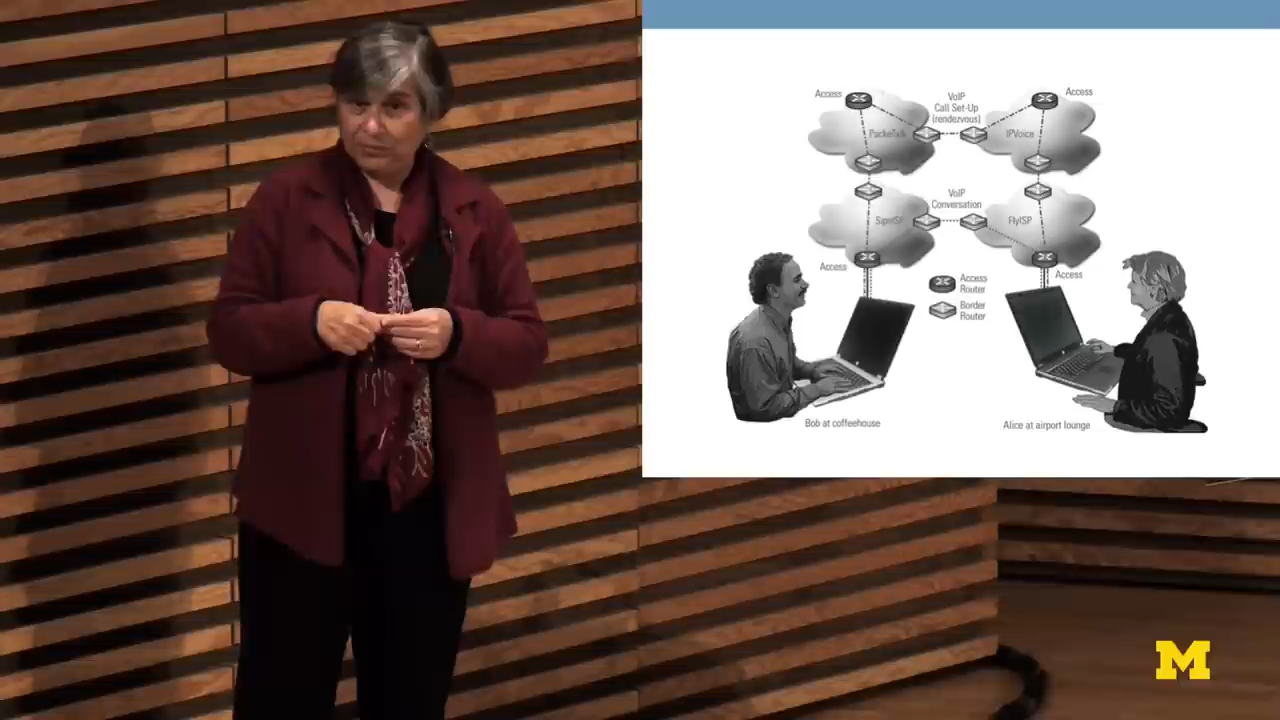 Access
VoIP
Call Set-Up
(rendezvous)
Access
PackeTalk
IPVoice
VoIP
Conversation
SuperISP
FlyISP
Access
Access
Access
Router
Border
Router
Bob at coffeehouse
Alice at airport lounge
M